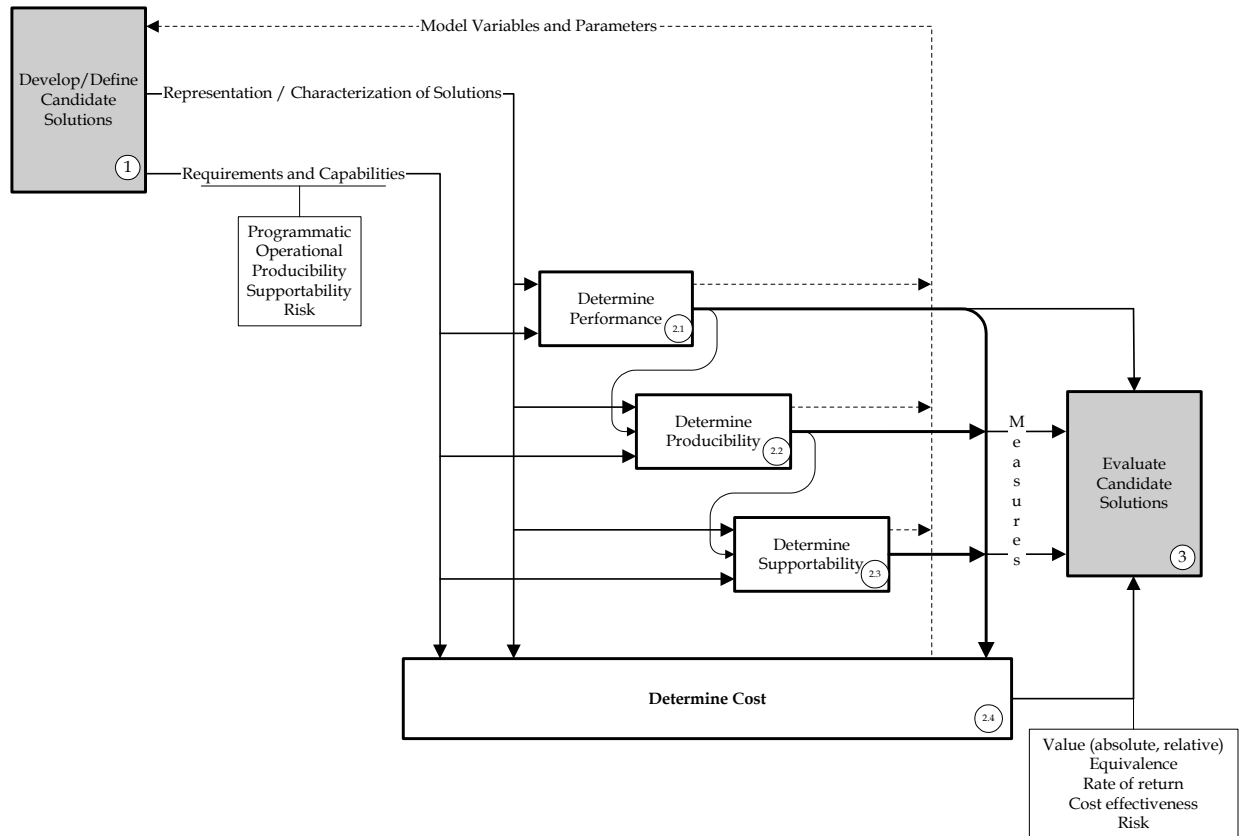 Model Variables and Parameters
Develop/Define
Candidate
Solutions
1
Representation / Characterization of Solutions
Requirements and Capabilities
Programmatic
Operational
Producibility
Supportability
Risk
Determine
Performance
2.1
Determine
Producibility
2.2
Determine
Supportability
2.3
Measures
Evaluate
Candidate
Solutions
3
Determine Cost
2.4
Value (absolute, relative)
Equivalence
Rate of return
Cost effectiveness
Risk